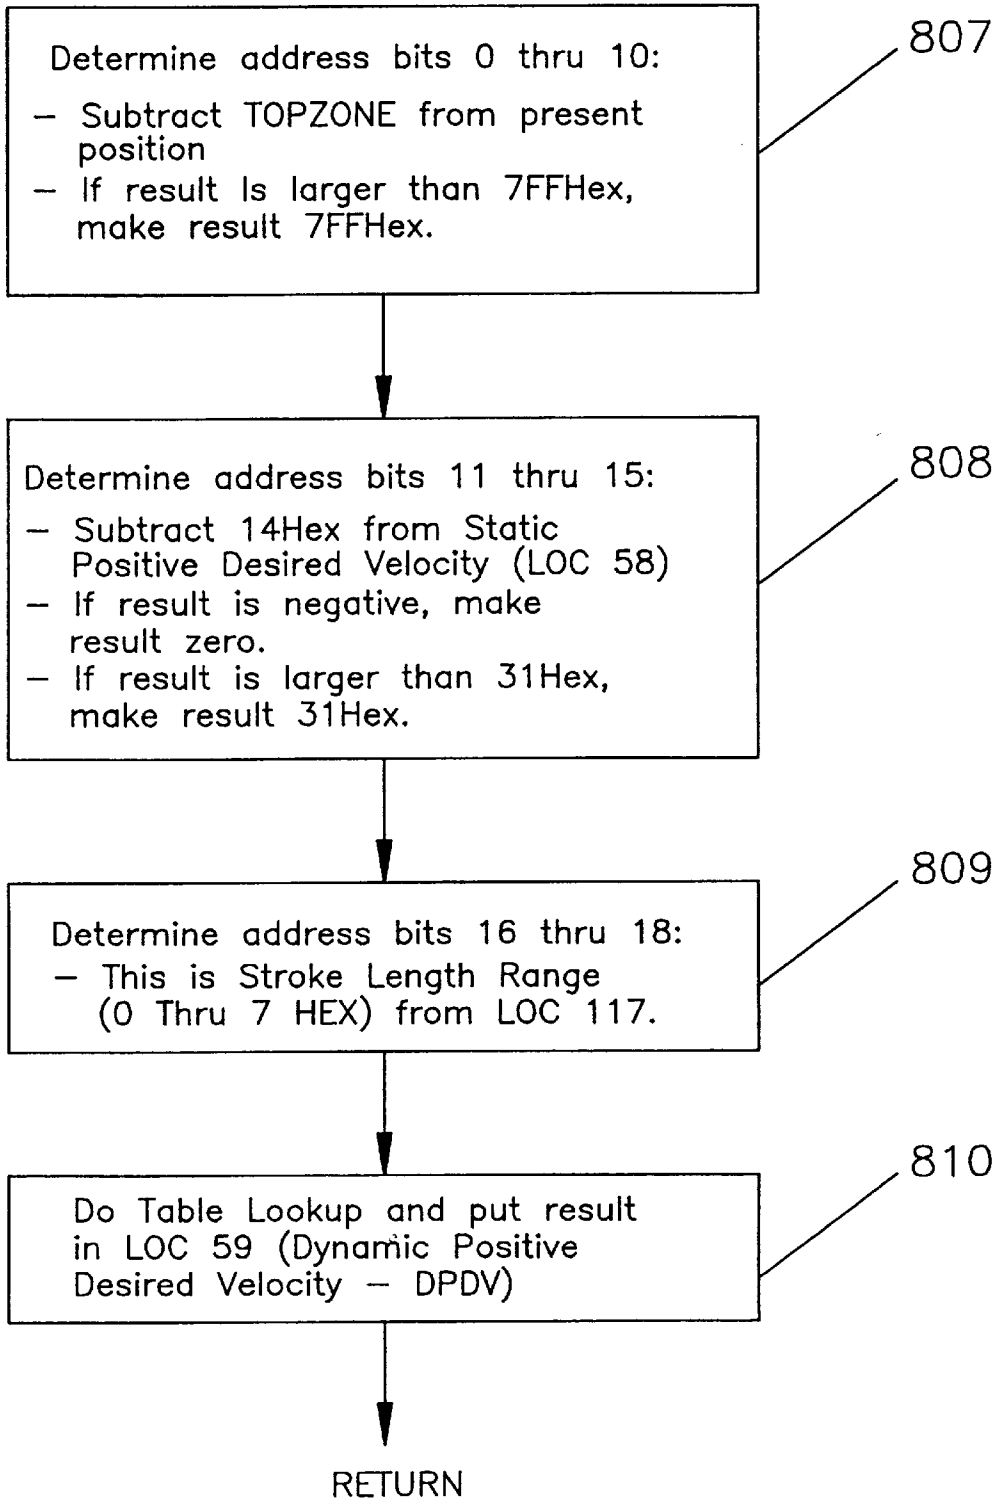 Determine address bits 0 thru 10:
– Subtract TOPZONE from present
position
– If result Is larger than 7FFHex,
make result 7FFHex.
807
Determine address bits 11 thru 15:
– Subtract 14Hex from Static
Positive Desired Velocity (LOC 58)
– If result is negative, make
result zero.
– If result is larger than 31Hex,
make result 31Hex.
808
Determine address bits 16 thru 18:
– This is Stroke Length Range
(0 Thru 7 HEX) from LOC 117.
809
Do Table Lookup and put result
in LOC 59 (Dynamic Positive
Desired Velocity – DPDV)
810
RETURN